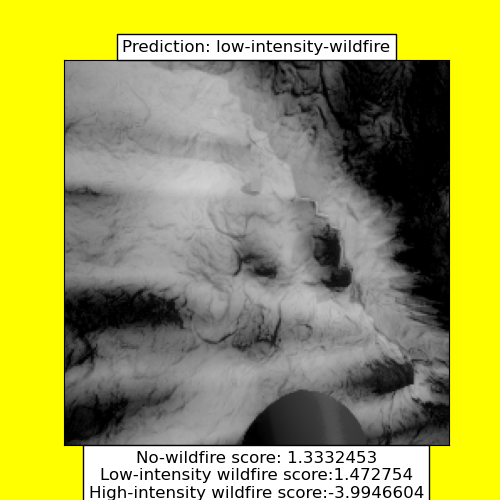 Prediction: low-intensity-wildfire
No-wildfire score: 1.3332453
Low-intensity wildfire score:1.472754
High-intensity wildfire score:-3.9946604